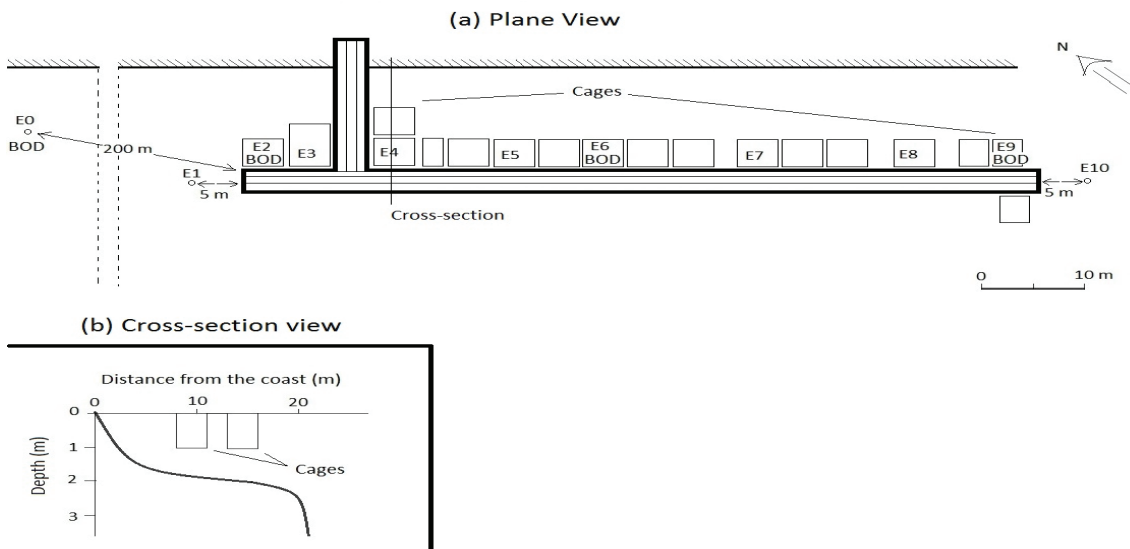 (a) Plane View
N
Cages
E0
BOD
200 m
E2
BOD
E3
E4
E5
E6
BOD
E7
E8
E9
BOD
E1
5 m
E10
5 m
Cross-section
0 10 m
(b) Cross-section view
Distance from the coast (m)
0 10 20
0
1
2
3
Depth (m)
Cages